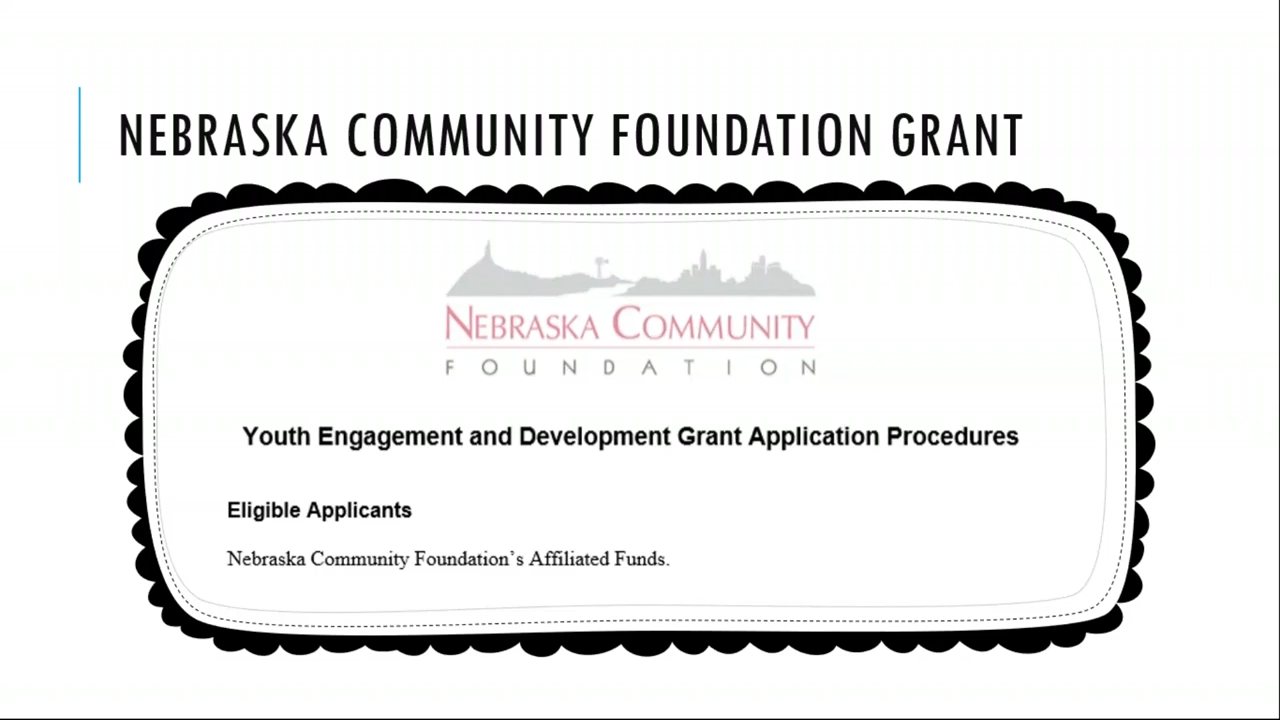 NEBRASKA COMMUNITY FOUNDATION GRANT
NEBRASKA COMMUNITY
FOUNDATION
Youth Engagement and Development Grant Application Procedures
Eligible Applicants
Nebraska Community Foundation’s Affiliated Funds.